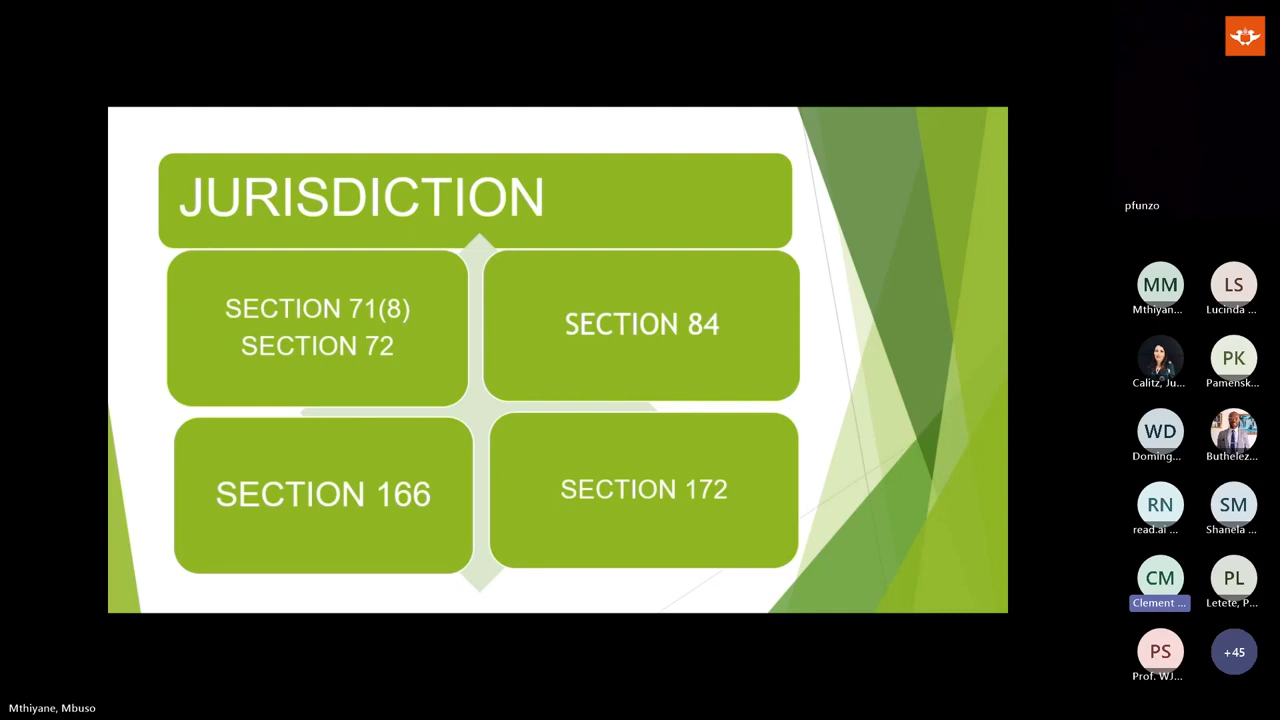 JURISDICTION
SECTION 71(8)
SECTION 72
SECTION 84
SECTION 166
SECTION 172
pfunzo
MM
Mthiyan...
LS
Lucinda ...
Calitz, Ju...
PK
Pamensk...
WD
Doming...
Buthelez...
RN
read.ai ...
SM
Shanela ...
CM
Clement ...
PL
Letete, P...
PS
Prof. WJ...
+45
Mthiyane, Mbuso